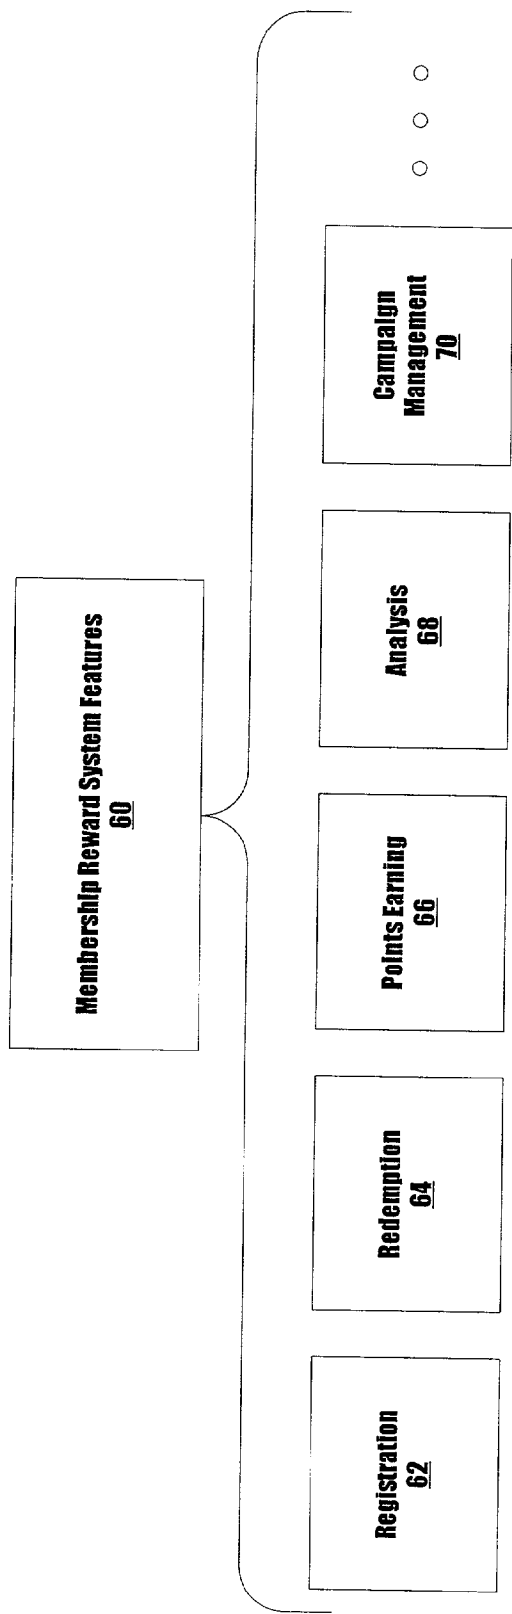 Membership Reward System Features
60
Registration
62
Redemption
64
Points Earning
66
Analysis
68
Campaign
Management
70